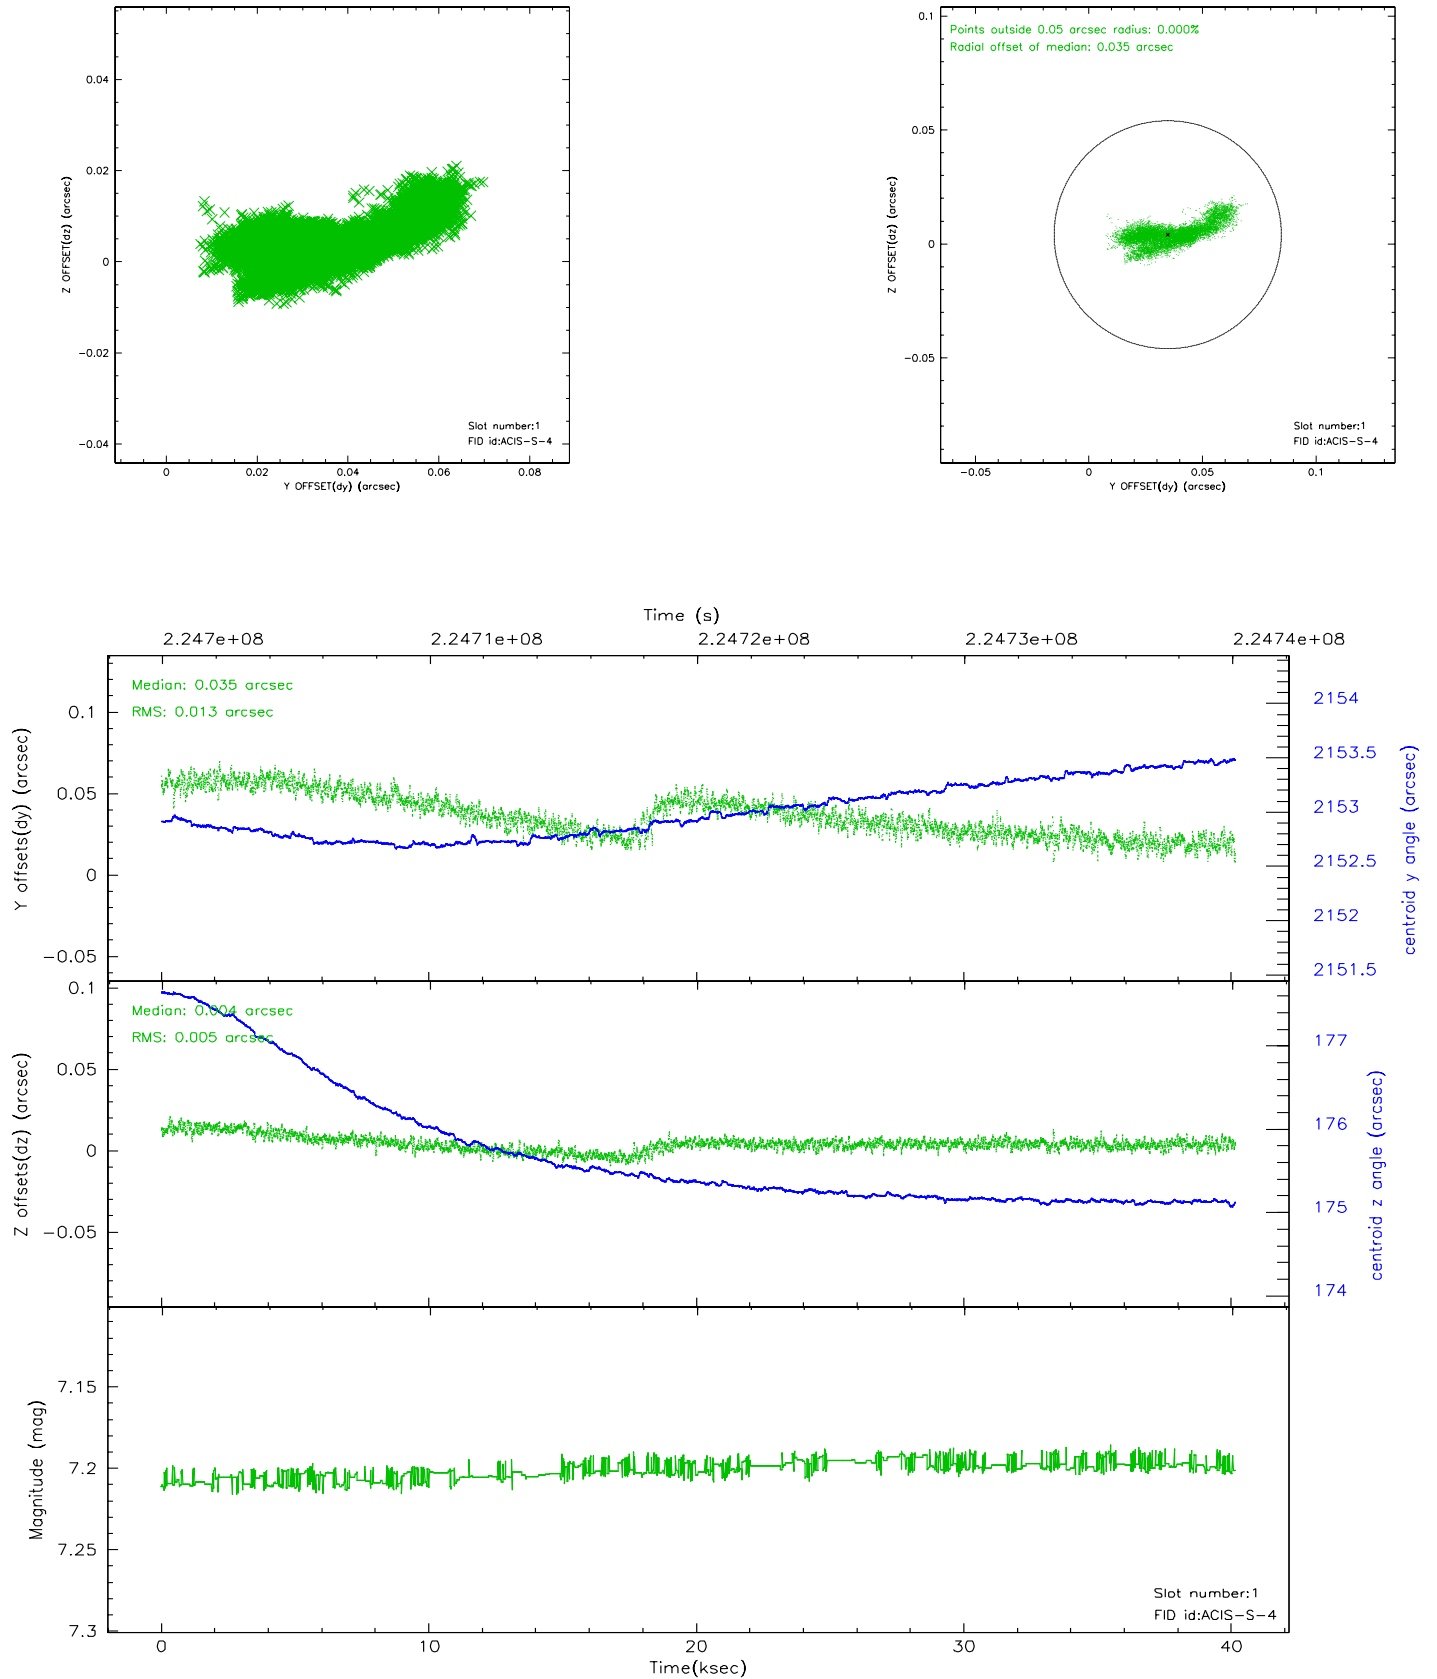 0.04
0.02
0
−0.02
−0.04
Z OFFSET(dz) (arcsec)
Slot number:1
FID id:ACIS−S−4
0 0.02 0.04 0.06 0.08
Y OFFSET(dy) (arcsec)
Points outside 0.05 arcsec radius: 0.000%
Radial offset of median: 0.035 arcsec
0.1
0.05
0
−0.05
Z OFFSET(dz) (arcsec)
Slot number:1
FID id:ACIS−S−4
−0.05 0 0.05 0.1
Y OFFSET(dy) (arcsec)
Time (s)
2.247e+08 2.2471e+08 2.2472e+08 2.2473e+08 2.2474e+08
Median: 0.035 arcsec
RMS: 0.013 arcsec
0.1
0.05
0
−0.05
Y offsets(dy) (arcsec)
2154
2153.5
2153
2152.5
2152
2151.5
centroid y angle (arcsec)
Median: 0.004 arcsec
RMS: 0.005 arcsec
0.1
0.05
0
−0.05
Z offsets(dz) (arcsec)
177
176
175
174
centroid z angle (arcsec)
7.15
7.2
7.25
7.3
Magnitude (mag)
Slot number:1
FID id:ACIS−S−4
0 10 20 30 40
Time(ksec)